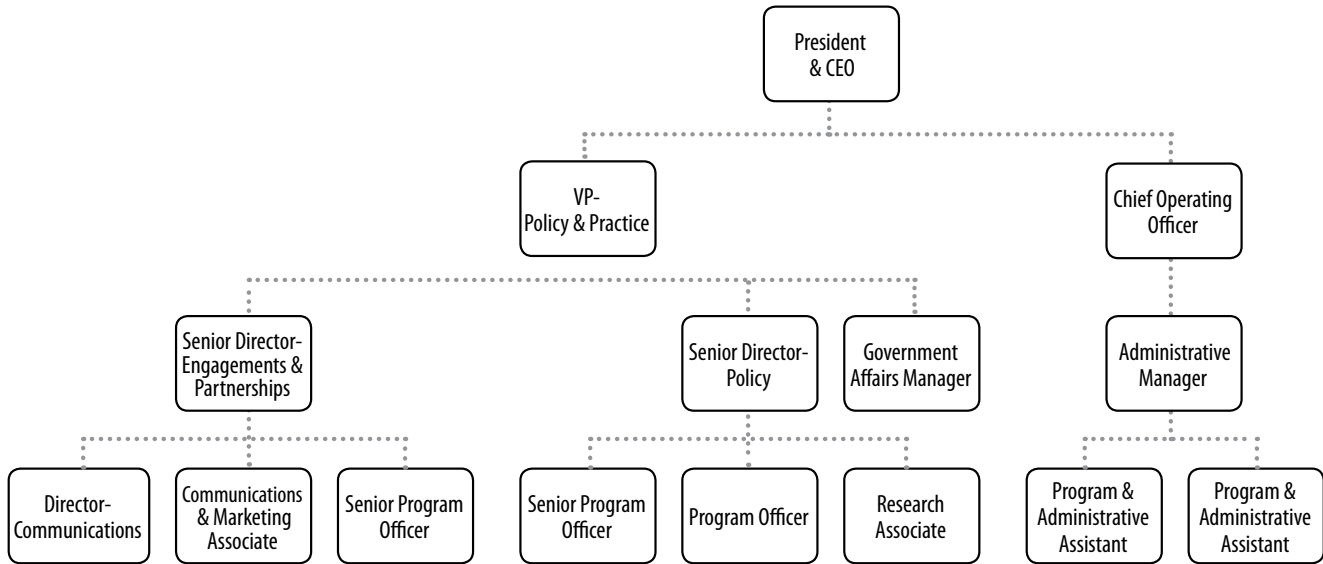 President
& CEO
VP-
Policy & Practice
Chief Operating
Officer
Senior Director-
Engagements &
Partnerships
Senior Director-
Policy
Government
Affairs Manager
Administrative
Manager
Director-
Communications
Communications
& Marketing
Associate
Senior Program
Officer
Senior Program
Officer
Program Officer
Research
Associate
Program &
Administrative
Assistant
Program &
Administrative
Assistant